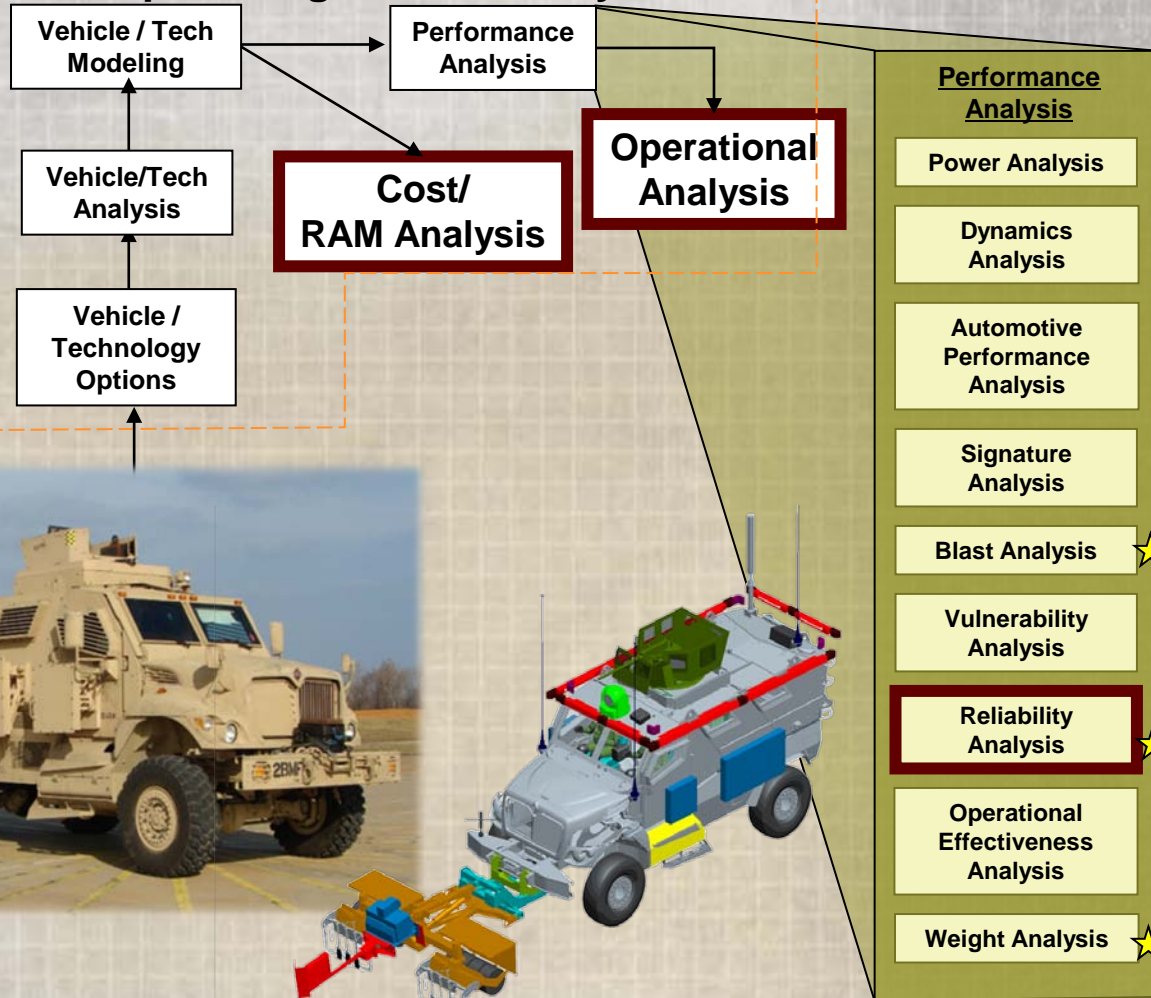 Vehicle / Tech
Modeling
Performance
Analysis
Vehicle/Tech
Analysis
Cost/
RAM Analysis
Operational
Analysis
Vehicle /
Technology
Options
Performance
Analysis
Power Analysis
Dynamics
Analysis
Automotive
Performance
Analysis
Signature
Analysis
Blast Analysis
Vulnerability
Analysis
Reliability
Analysis
Operational
Effectiveness
Analysis
Weight Analysis